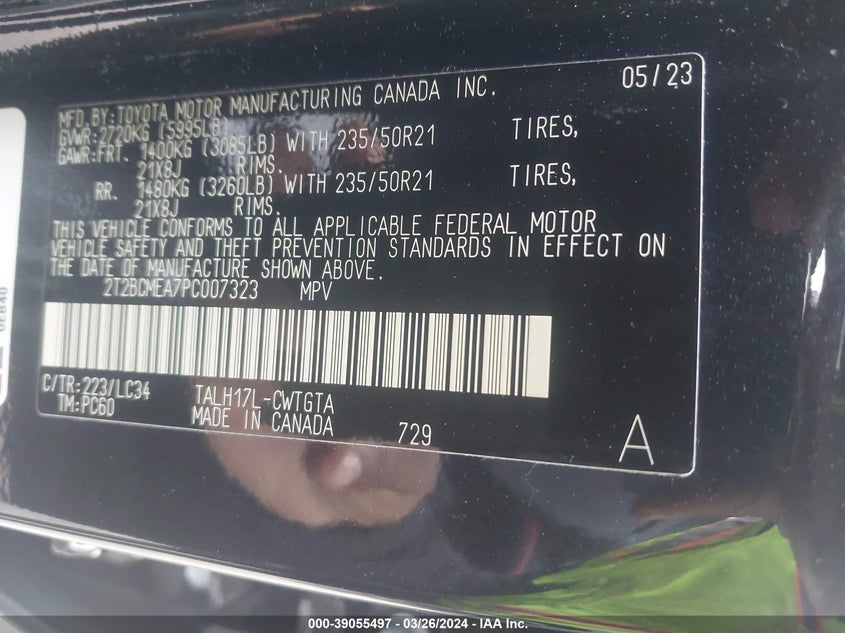 05/23
MFD.BY:TOYOTA MOTOR MANUFACTURING CANADA INC.
GVWR:2720KG (5995LB)
GAWR:FRT. 1400KG (3085LB) WITH 235/50R21 TIRES,
21X8J RIMS.
RR. 1480KG (3260LB) WITH 235/50R21 TIRES,
21X8J RIMS.
THIS VEHICLE CONFORMS TO ALL APPLICABLE FEDERAL MOTOR
VEHICLE SAFETY AND THEFT PREVENTION STANDARDS IN EFFECT ON
THE DATE OF MANUFACTURE SHOWN ABOVE.
2T2BCMEA7PC007323 MPV
C/TR:223/LC34 TALH17L-CWTGTA
TM:PC60 MADE IN CANADA 729 A
000-39055497 - 03/26/2024 - IAA Inc.